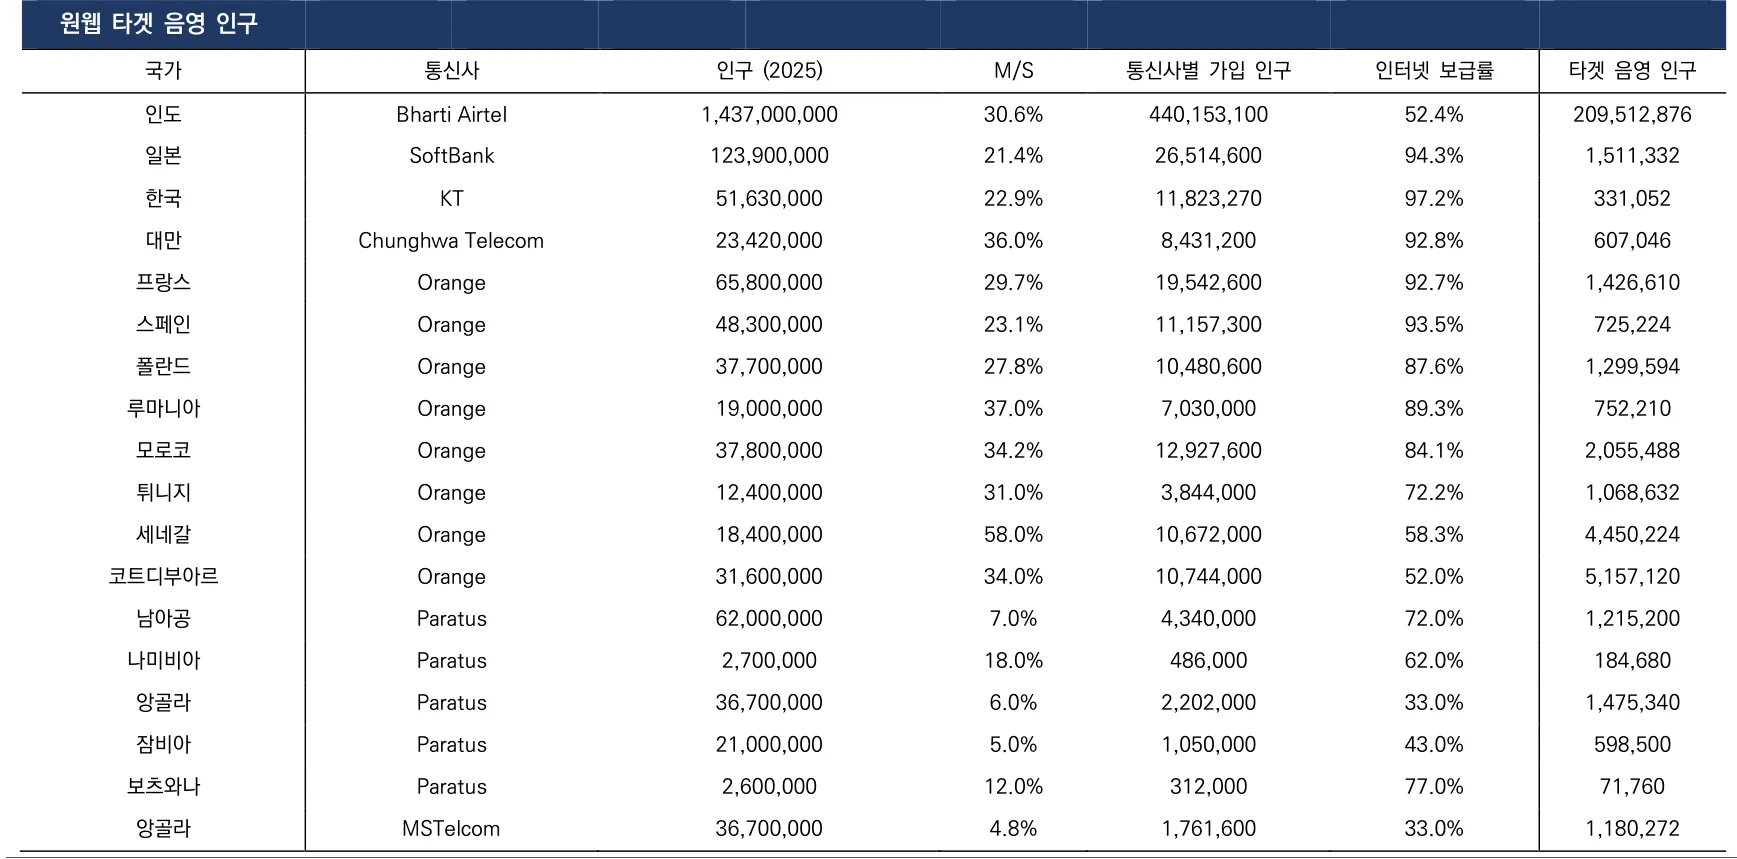 원웹 타겟 음영 인구
국가 통신사 인구 (2025) M/S 통신사별 가입 인구 인터넷 보급률 타겟 음영 인구
인도 Bharti Airtel 1,437,000,000 30.6% 440,153,100 52.4% 209,512,876
일본 SoftBank 123,900,000 21.4% 26,514,600 94.3% 1,511,332
한국 KT 51,630,000 22.9% 11,823,270 97.2% 331,052
대만 Chunghwa Telecom 23,420,000 36.0% 8,431,200 92.8% 607,046
프랑스 Orange 65,800,000 29.7% 19,542,600 92.7% 1,426,610
스페인 Orange 48,300,000 23.1% 11,157,300 93.5% 725,224
폴란드 Orange 37,700,000 27.8% 10,480,600 87.6% 1,299,594
루마니아 Orange 19,000,000 37.0% 7,030,000 89.3% 752,210
모로코 Orange 37,800,000 34.2% 12,927,600 84.1% 2,055,488
튀니지 Orange 12,400,000 31.0% 3,844,000 72.2% 1,068,632
세네갈 Orange 18,400,000 58.0% 10,672,000 58.3% 4,450,224
코트디부아르 Orange 31,600,000 34.0% 10,744,000 52.0% 5,157,120
남아공 Paratus 62,000,000 7.0% 4,340,000 72.0% 1,215,200
나미비아 Paratus 2,700,000 18.0% 486,000 62.0% 184,680
앙골라 Paratus 36,700,000 6.0% 2,202,000 33.0% 1,475,340
잠비아 Paratus 21,000,000 5.0% 1,050,000 43.0% 598,500
보츠와나 Paratus 2,600,000 12.0% 312,000 77.0% 71,760
앙골라 MSTelcom 36,700,000 4.8% 1,761,600 33.0% 1,180,272